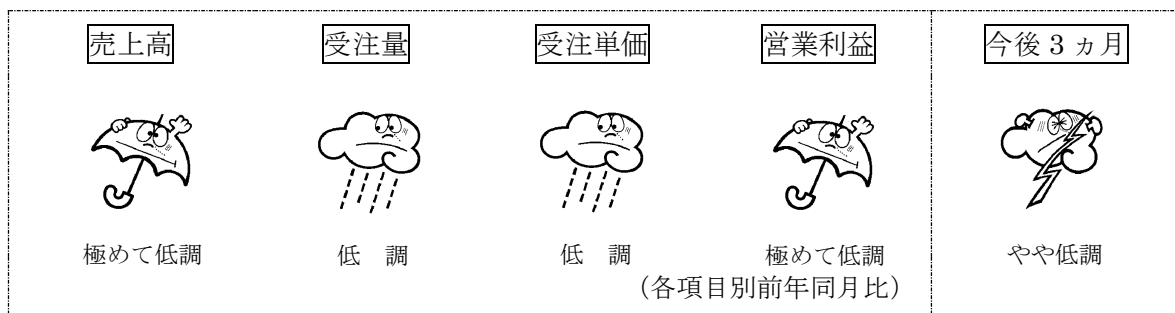 売上高 受注量 受注単価 営業利益 今後3ヵ月
極めて低調 低 調 低 調 極めて低調 やや低調
(各項目別前年同月比)